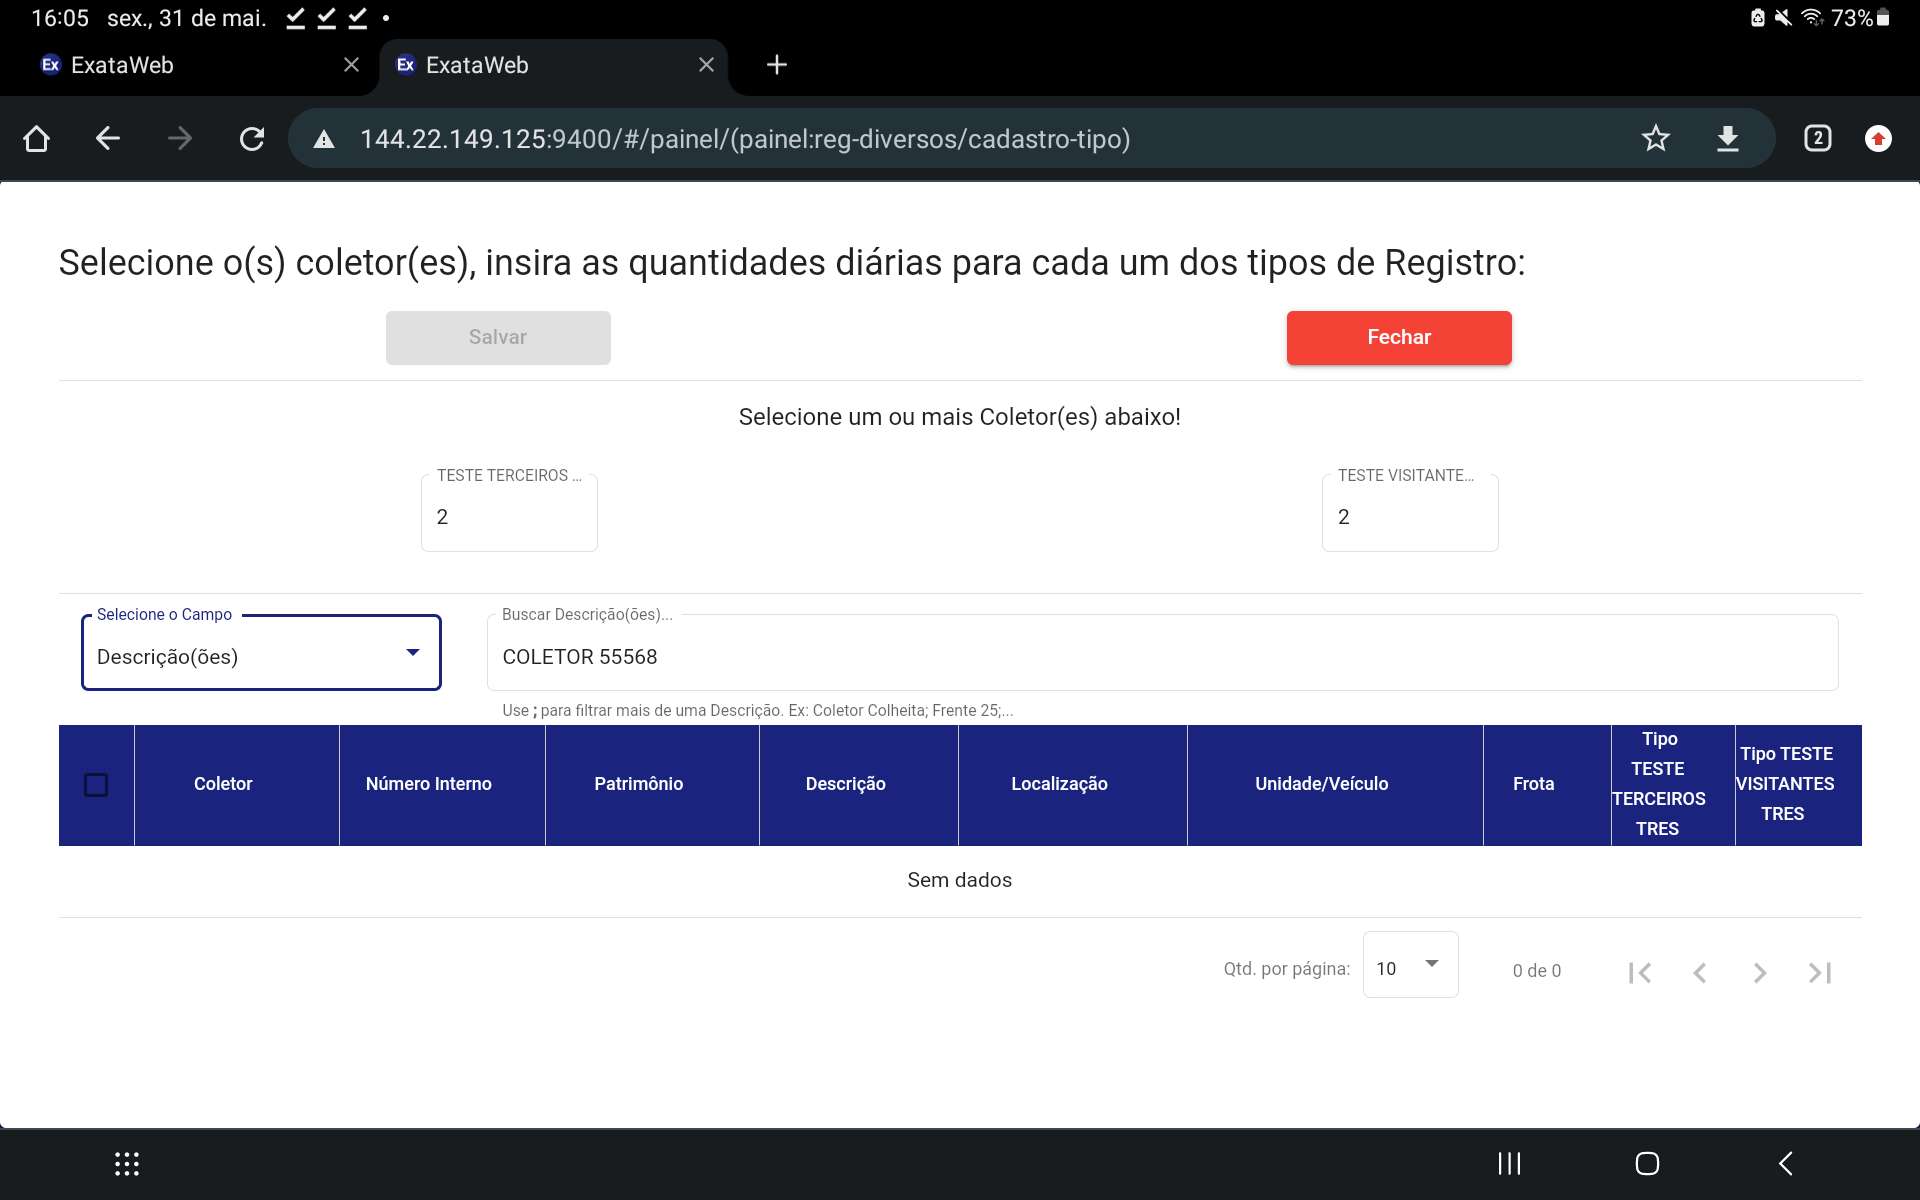 16:05 sex., 31 de mai.
73%
Ex ExataWeb
Ex ExataWeb
144.22.149.125:9400/#/painel/(painel:reg-diversos/cadastro-tipo)
2
Selecione o(s) coletor(es), insira as quantidades diárias para cada um dos tipos de Registro:
Salvar
Fechar
Selecione um ou mais Coletor(es) abaixo!
TESTE TERCEIROS ...
2
TESTE VISITANTE...
2
Selecione o Campo
Descrição(ões)
Buscar Descrição(ões)...
COLETOR 55568
Use ; para filtrar mais de uma Descrição. Ex: Coletor Colheita; Frente 25;...
Coletor
Número Interno
Patrimônio
Descrição
Localização
Unidade/Veículo
Frota
Tipo
TESTE
TERCEIROS
TRES
Tipo TESTE
VISITANTES
TRES
Sem dados
Qtd. por página:
10
0 de 0